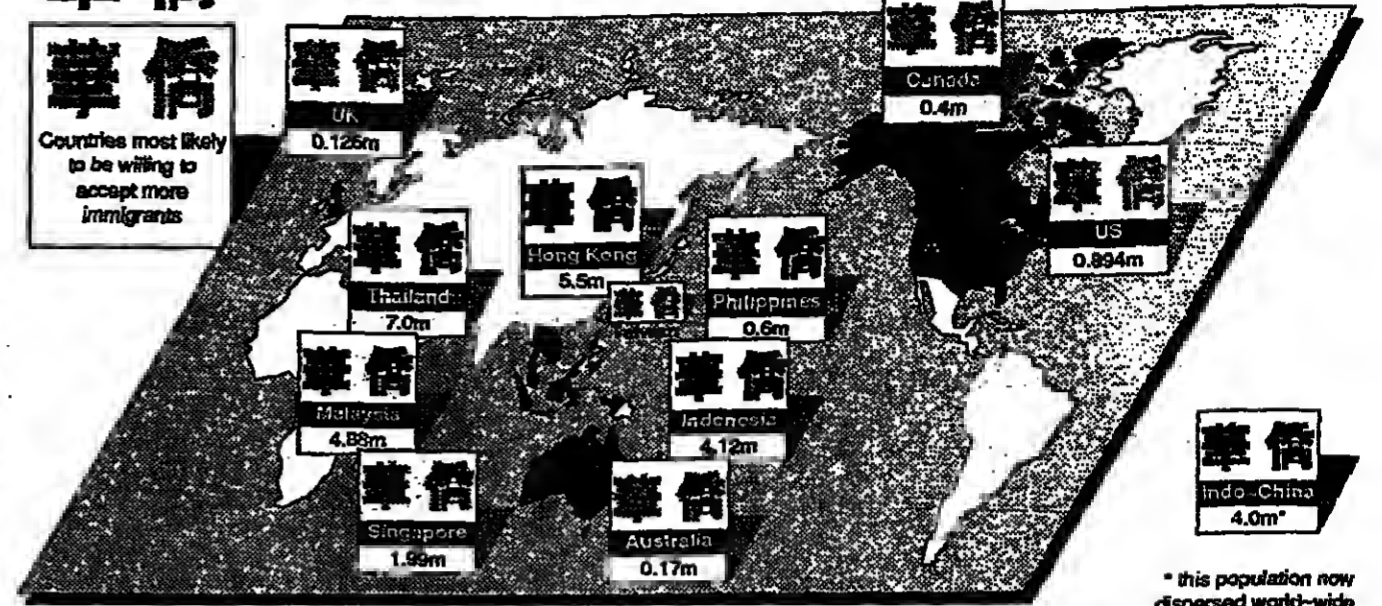 華僑
Countries most likely
to be willing to
accept more
immigrants
華僑
UK
0.126m
華僑
Canada
0.4m
華僑
US
0.894m
華僑
Hong Kong
5.5m
華僑
Thailand
7.0m
華僑
華僑
Philippines
0.6m
華僑
Malaysia
4.88m
華僑
Indonesia
4.12m
華僑
Singapore
1.99m
華僑
Australia
0.17m
華僑
Indo-China
4.0m*
* this population now
dispersed world-wide